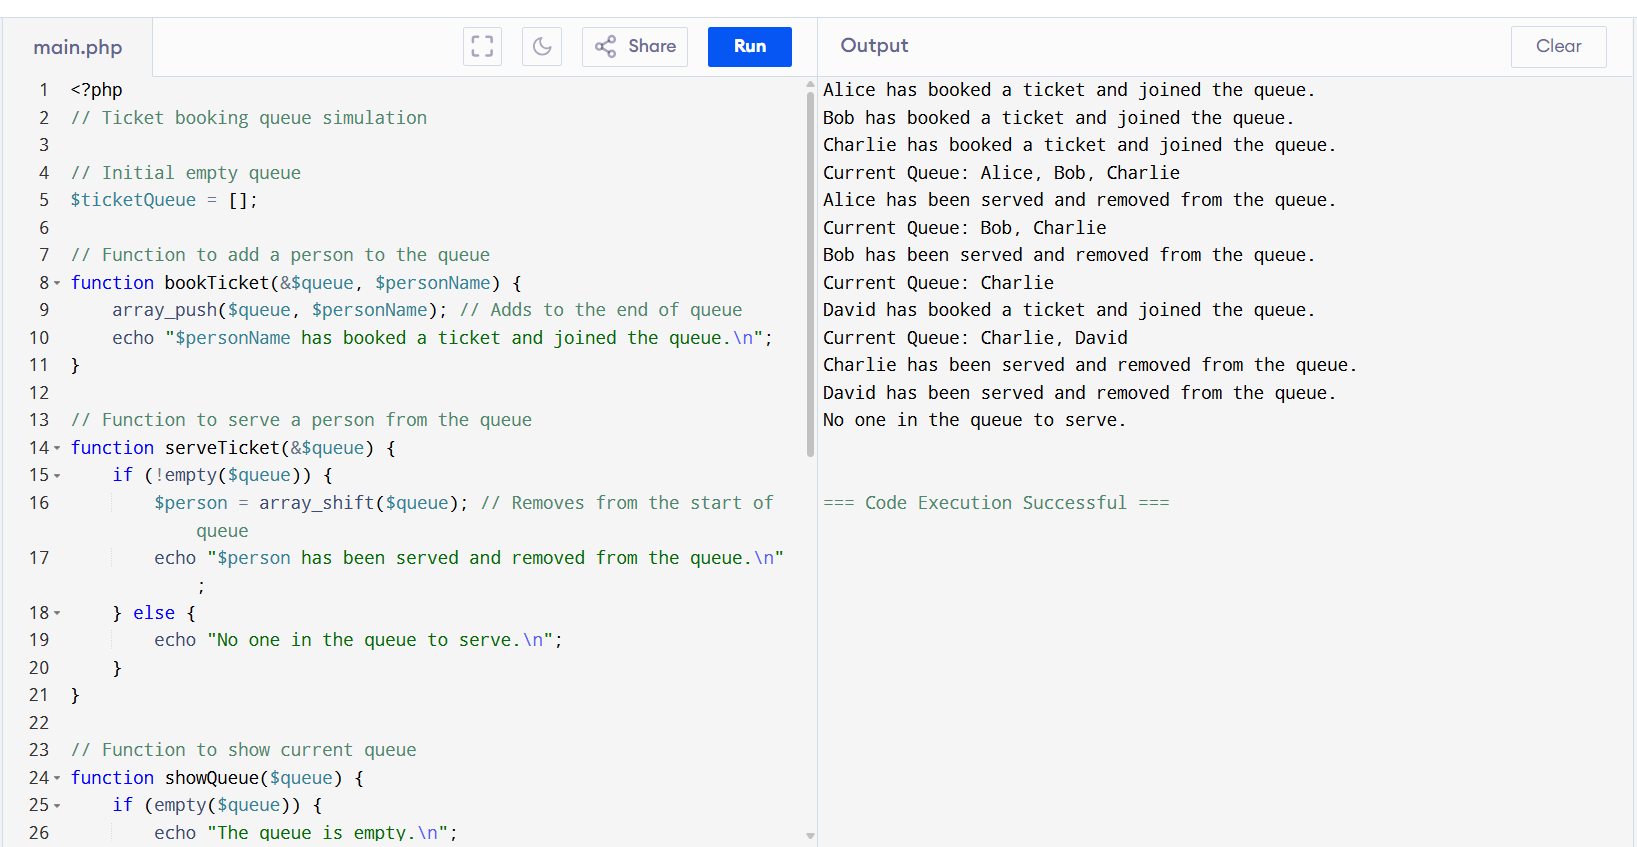 main.php
Share
Run
Output
Clear
1 <?php
2 // Ticket booking queue simulation
3
4 // Initial empty queue
5 $ticketQueue = [];
6
7 // Function to add a person to the queue
8 function bookTicket(&$queue, $personName) {
9 array_push($queue, $personName); // Adds to the end of queue
10 echo "$personName has booked a ticket and joined the queue.\n";
11 }
12
13 // Function to serve a person from the queue
14 function serveTicket(&$queue) {
15 if (!empty($queue)) {
16 $person = array_shift($queue); // Removes from the start of
queue
17 echo "$person has been served and removed from the queue.\n"
;
18 } else {
19 echo "No one in the queue to serve.\n";
20 }
21 }
22
23 // Function to show current queue
24 function showQueue($queue) {
25 if (empty($queue)) {
26 echo "The queue is empty.\n";
Alice has booked a ticket and joined the queue.
Bob has booked a ticket and joined the queue.
Charlie has booked a ticket and joined the queue.
Current Queue: Alice, Bob, Charlie
Alice has been served and removed from the queue.
Current Queue: Bob, Charlie
Bob has been served and removed from the queue.
Current Queue: Charlie
David has booked a ticket and joined the queue.
Current Queue: Charlie, David
Charlie has been served and removed from the queue.
David has been served and removed from the queue.
No one in the queue to serve.
=== Code Execution Successful ===